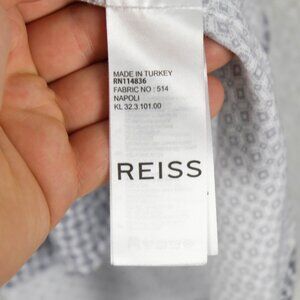 MADE IN TURKEY
RN114836
FABRIC NO : 514
NAPOLI
KL 32.3.101.00
REISS